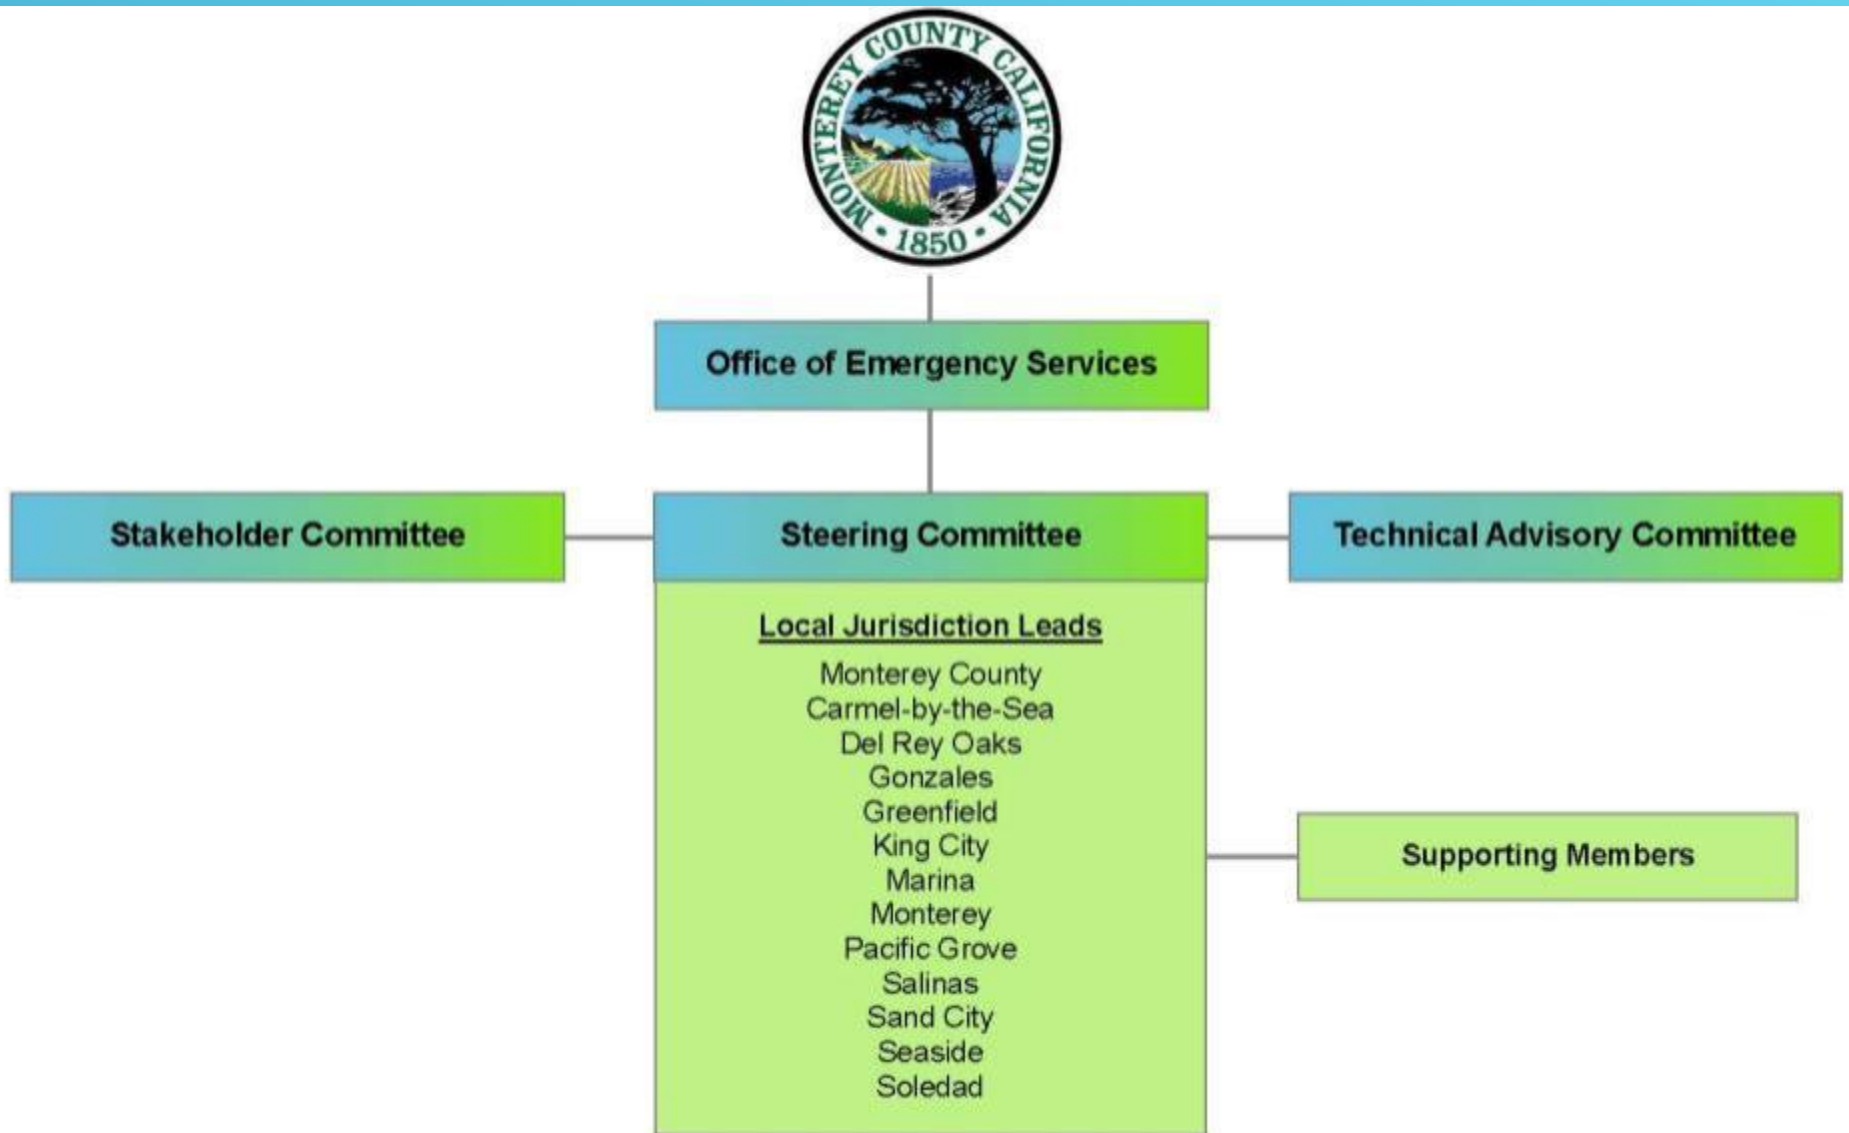 MONTEREY COUNTY CALIFORNIA
• 1850 •
Office of Emergency Services
Stakeholder Committee
Steering Committee
Technical Advisory Committee
Local Jurisdiction Leads
Monterey County
Carmel-by-the-Sea
Del Rey Oaks
Gonzales
Greenfield
King City
Marina
Monterey
Pacific Grove
Salinas
Sand City
Seaside
Soledad
Supporting Members